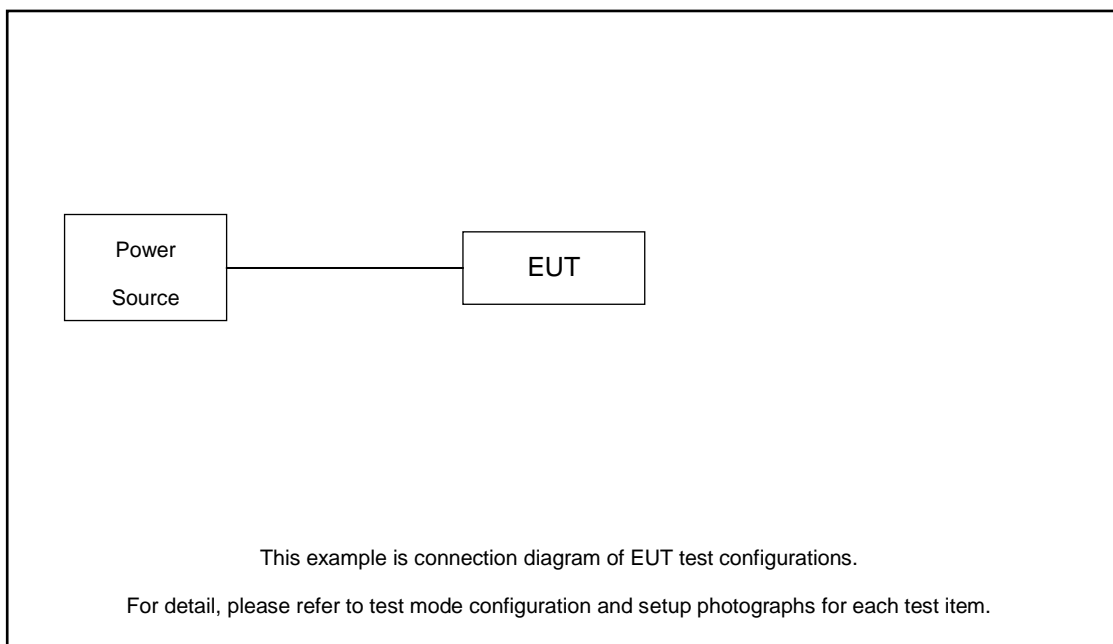 Power
Source
EUT
This example is connection diagram of EUT test configurations.
For detail, please refer to test mode configuration and setup photographs for each test item.